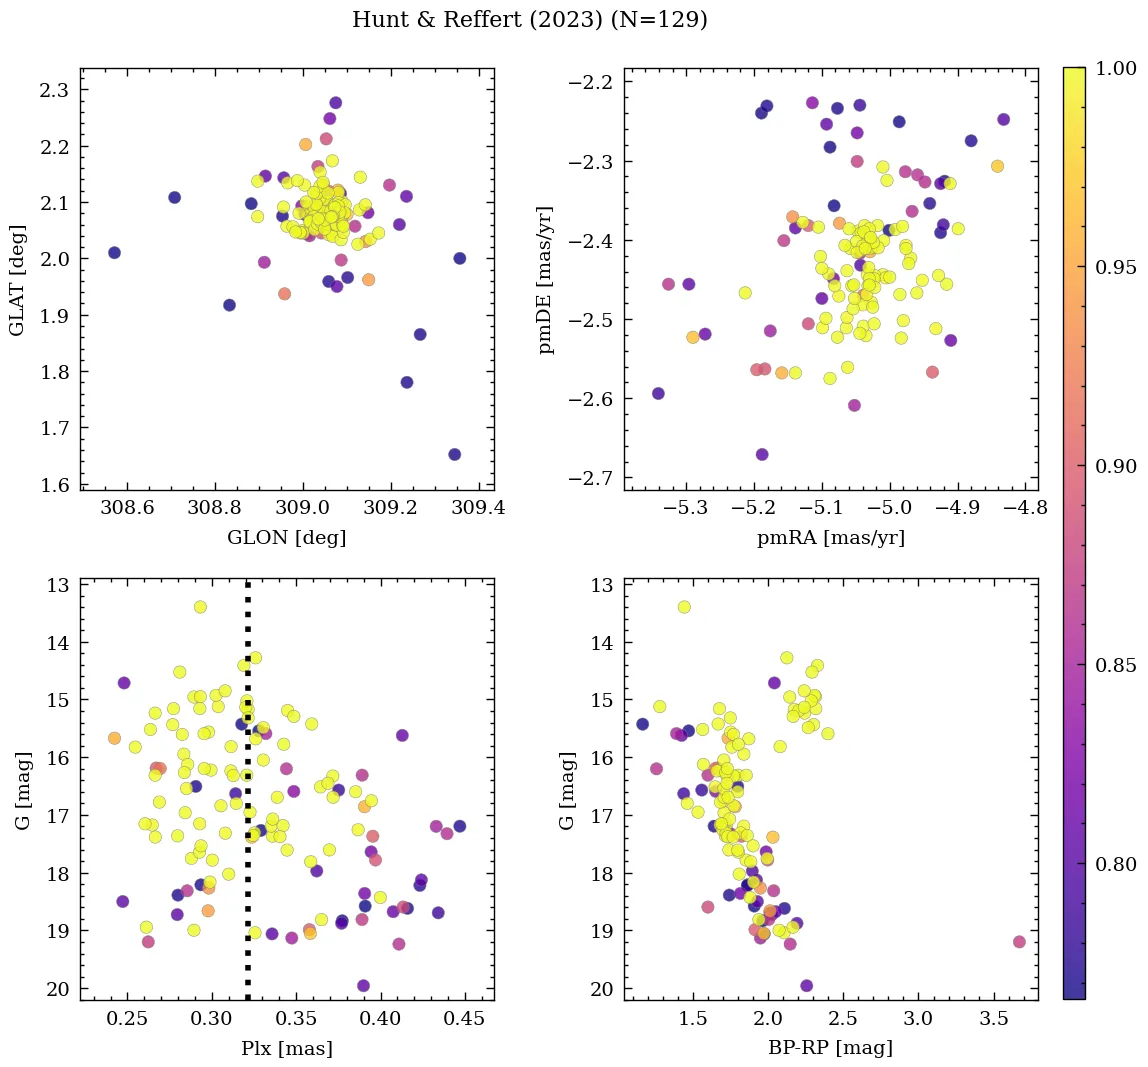 Hunt & Reffert (2023) (N=129)
2.3
2.2
2.1
2.0
1.9
1.8
1.7
1.6
GLAT [deg]
308.6 308.8 309.0 309.2 309.4
GLON [deg]
−2.2
−2.3
−2.4
−2.5
−2.6
−2.7
pmDE [mas/yr]
−5.3 −5.2 −5.1 −5.0 −4.9 −4.8
pmRA [mas/yr]
13
14
15
16
17
18
19
20
G [mag]
0.25 0.30 0.35 0.40 0.45
Plx [mas]
13
14
15
16
17
18
19
20
G [mag]
1.5 2.0 2.5 3.0 3.5
BP-RP [mag]
1.00
0.95
0.90
0.85
0.80